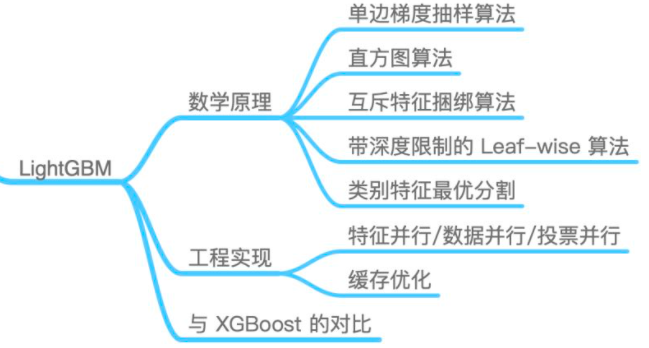 LightGBM
数学原理
单边梯度抽样算法
直方图算法
互斥特征捆绑算法
带深度限制的 Leaf-wise 算法
类别特征最优分割
工程实现
特征并行/数据并行/投票并行
缓存优化
与 XGBoost 的对比